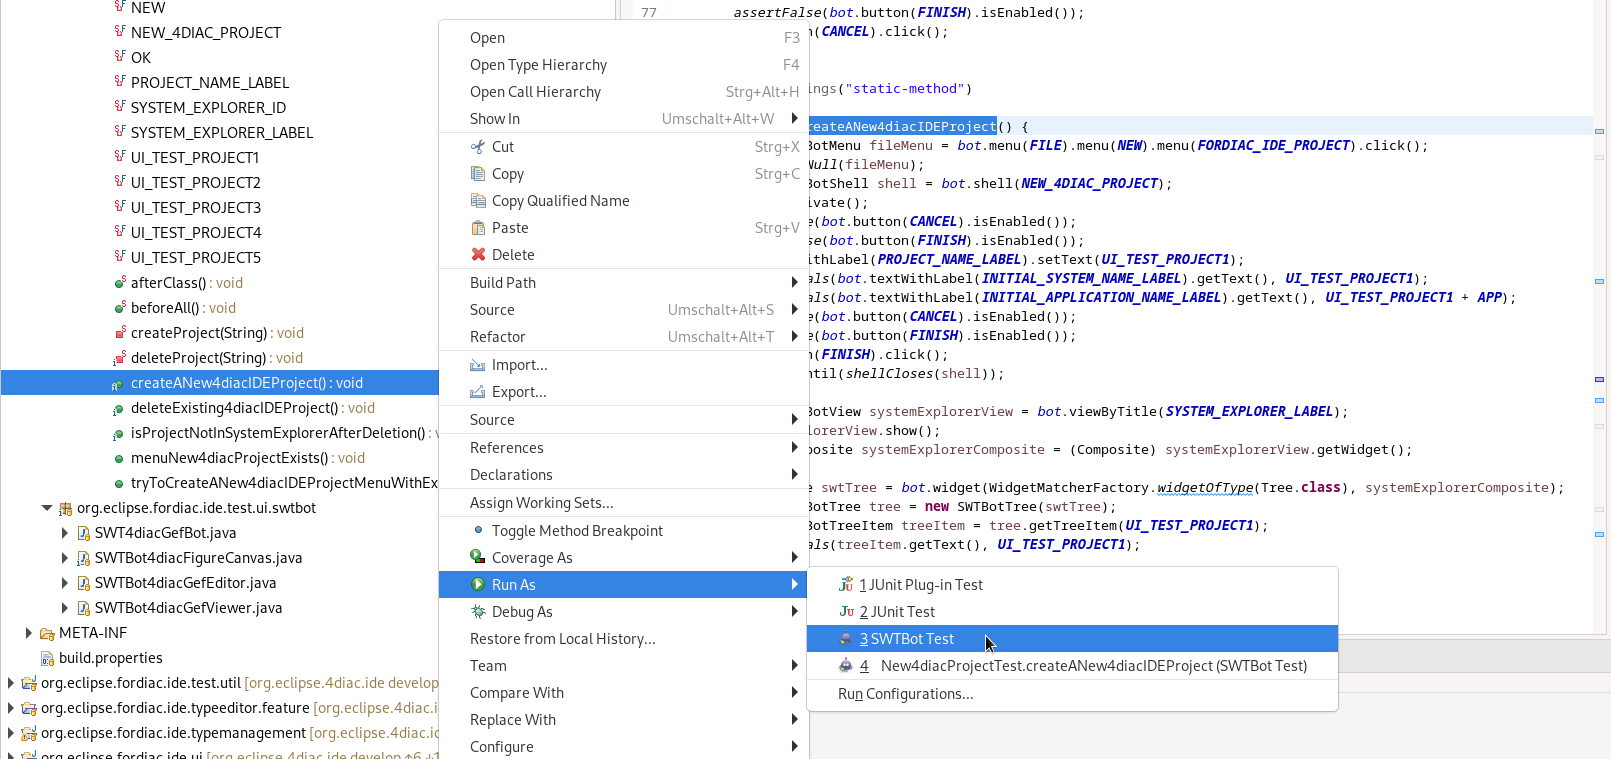 NEW
NEW_4DIAC_PROJECT
OK
PROJECT_NAME_LABEL
SYSTEM_EXPLORER_ID
SYSTEM_EXPLORER_LABEL
UI_TEST_PROJECT1
UI_TEST_PROJECT2
UI_TEST_PROJECT3
UI_TEST_PROJECT4
UI_TEST_PROJECT5
afterClass() : void
beforeAll() : void
createProject(String) : void
deleteProject(String) : void
createANew4diacIDEProject() : void
deleteExisting4diacIDEProject() : void
isProjectNotInSystemExplorerAfterDeletion() :
menuNew4diacProjectExists() : void
tryToCreateANew4diacIDEProjectMenuWithEx
org.eclipse.fordiac.ide.test.ui.swtbot
SWT4diacGefBot.java
SWTBot4diacFigureCanvas.java
SWTBot4diacGefEditor.java
SWTBot4diacGefViewer.java
META-INF
build.properties
org.eclipse.fordiac.ide.test.util [org.eclipse.4diac.ide develop
org.eclipse.fordiac.ide.typeeditor.feature [org.eclipse.4diac.
org.eclipse.fordiac.ide.typemanagement [org.eclipse.4diac.ic
org.eclipse.fordiac.ide.ui [org.eclipse.4diac.ide develop ↑6 ↓1
Open F3
Open Type Hierarchy F4
Open Call Hierarchy Strg+Alt+H
Show In Umschalt+Alt+W
Cut Strg+X
Copy Strg+C
Copy Qualified Name
Paste Strg+V
Delete
Build Path
Source Umschalt+Alt+S
Refactor Umschalt+Alt+T
Import...
Export...
Source
References
Declarations
Assign Working Sets...
Toggle Method Breakpoint
Coverage As
Run As
Debug As
Restore from Local History...
Team
Compare With
Replace With
Configure
77 assertFalse(bot.button(FINISH).isEnabled());
(CANCEL).click();
ings("static-method")
reateANew4diacIDEProject() {
BotMenu fileMenu = bot.menu(FILE).menu(NEW).menu(FORDIAC_IDE_PROJECT).click();
Null(fileMenu);
BotShell shell = bot.shell(NEW_4DIAC_PROJECT);
ivate();
e(bot.button(CANCEL).isEnabled());
se(bot.button(FINISH).isEnabled());
ithLabel(PROJECT_NAME_LABEL).setText(UI_TEST_PROJECT1);
als(bot.textWithLabel(INITIAL_SYSTEM_NAME_LABEL).getText(), UI_TEST_PROJECT1);
als(bot.textWithLabel(INITIAL_APPLICATION_NAME_LABEL).getText(), UI_TEST_PROJECT1 + APP);
e(bot.button(CANCEL).isEnabled());
e(bot.button(FINISH).isEnabled());
(FINISH).click();
ntil(shellCloses(shell));
BotView systemExplorerView = bot.viewByTitle(SYSTEM_EXPLORER_LABEL);
lorerView.show();
posite systemExplorerComposite = (Composite) systemExplorerView.getWidget();
e swtTree = bot.widget(WidgetMatcherFactory.widgetOfType(Tree.class), systemExplorerComposite);
BotTree tree = new SWTBotTree(swtTree);
BotTreeItem treeItem = tree.getTreeItem(UI_TEST_PROJECT1);
als(treeItem.getText(), UI_TEST_PROJECT1);
1 JUnit Plug-in Test
2 JUnit Test
3 SWTBot Test
4 New4diacProjectTest.createANew4diacIDEProject (SWTBot Test)
Run Configurations...